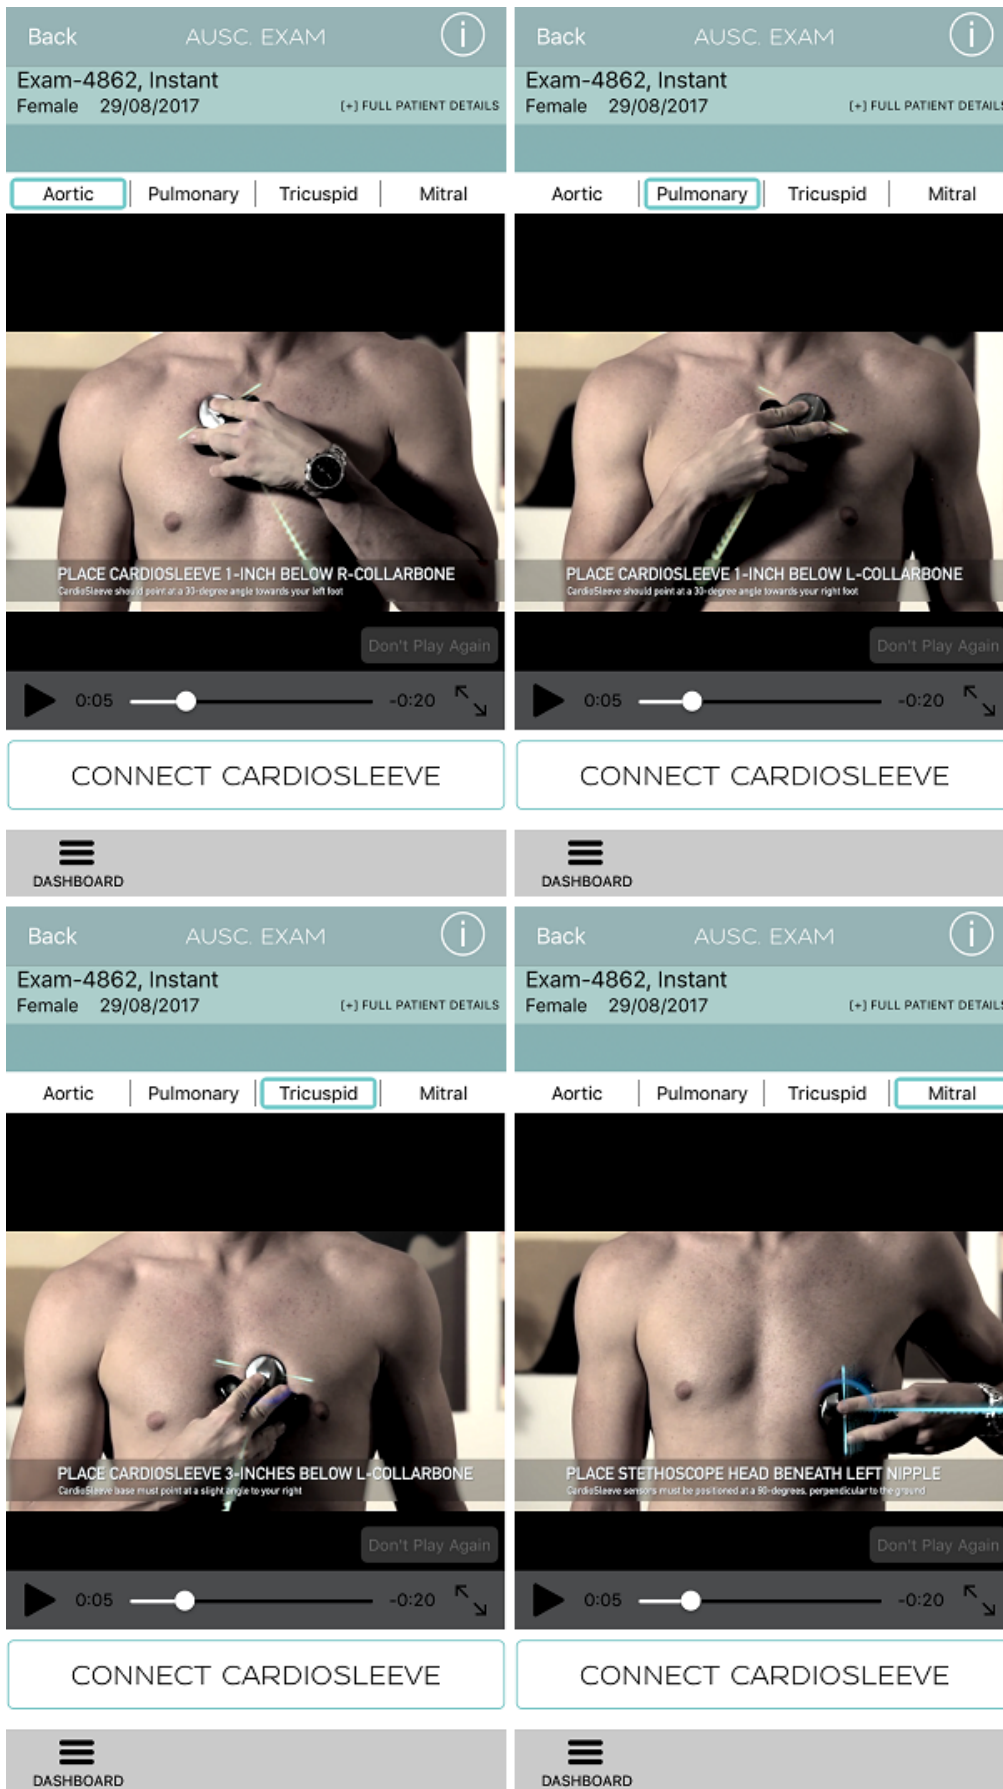 Back AUSC. EXAM i
Exam-4862, Instant
Female 29/08/2017 [+] FULL PATIENT DETAILS
Aortic Pulmonary Tricuspid Mitral
PLACE CARDIOSLEEVE 1-INCH BELOW R-COLLARBONE
CardioSleeve should point at a 30-degree angle towards your left foot
Don't Play Again
0:05 -0:20
CONNECT CARDIOSLEEVE
DASHBOARD
Back AUSC. EXAM i
Exam-4862, Instant
Female 29/08/2017 [+] FULL PATIENT DETAILS
Aortic Pulmonary Tricuspid Mitral
PLACE CARDIOSLEEVE 1-INCH BELOW L-COLLARBONE
CardioSleeve should point at a 30-degree angle towards your right foot
Don't Play Again
0:05 -0:20
CONNECT CARDIOSLEEVE
DASHBOARD
Back AUSC. EXAM i
Exam-4862, Instant
Female 29/08/2017 [+] FULL PATIENT DETAILS
Aortic Pulmonary Tricuspid Mitral
PLACE CARDIOSLEEVE 3-INCHES BELOW L-COLLARBONE
CardioSleeve base must point at a slight angle to your right
Don't Play Again
0:05 -0:20
CONNECT CARDIOSLEEVE
DASHBOARD
Back AUSC. EXAM i
Exam-4862, Instant
Female 29/08/2017 [+] FULL PATIENT DETAILS
Aortic Pulmonary Tricuspid Mitral
PLACE STETHOSCOPE HEAD BENEATH LEFT NIPPLE
CardioSleeve sensors must be positioned at a 90-degrees, perpendicular to the ground
Don't Play Again
0:05 -0:20
CONNECT CARDIOSLEEVE
DASHBOARD